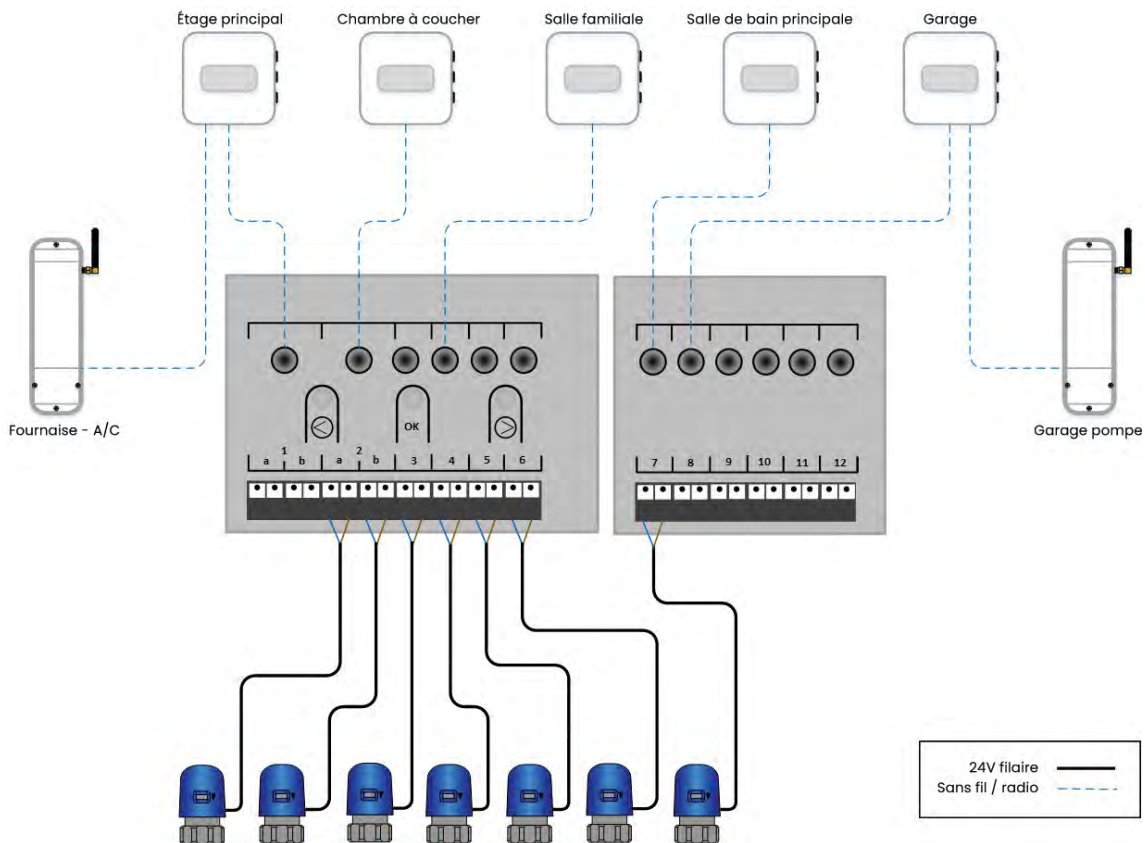 Étage principal
Chambre à coucher
Salle familiale
Salle de bain principale
Garage
Fournaise - A/C
Garage pompe
< OK >
1 2
a b a b 3 4 5 6
7 8 9 10 11 12
24V filaire
Sans fil / radio